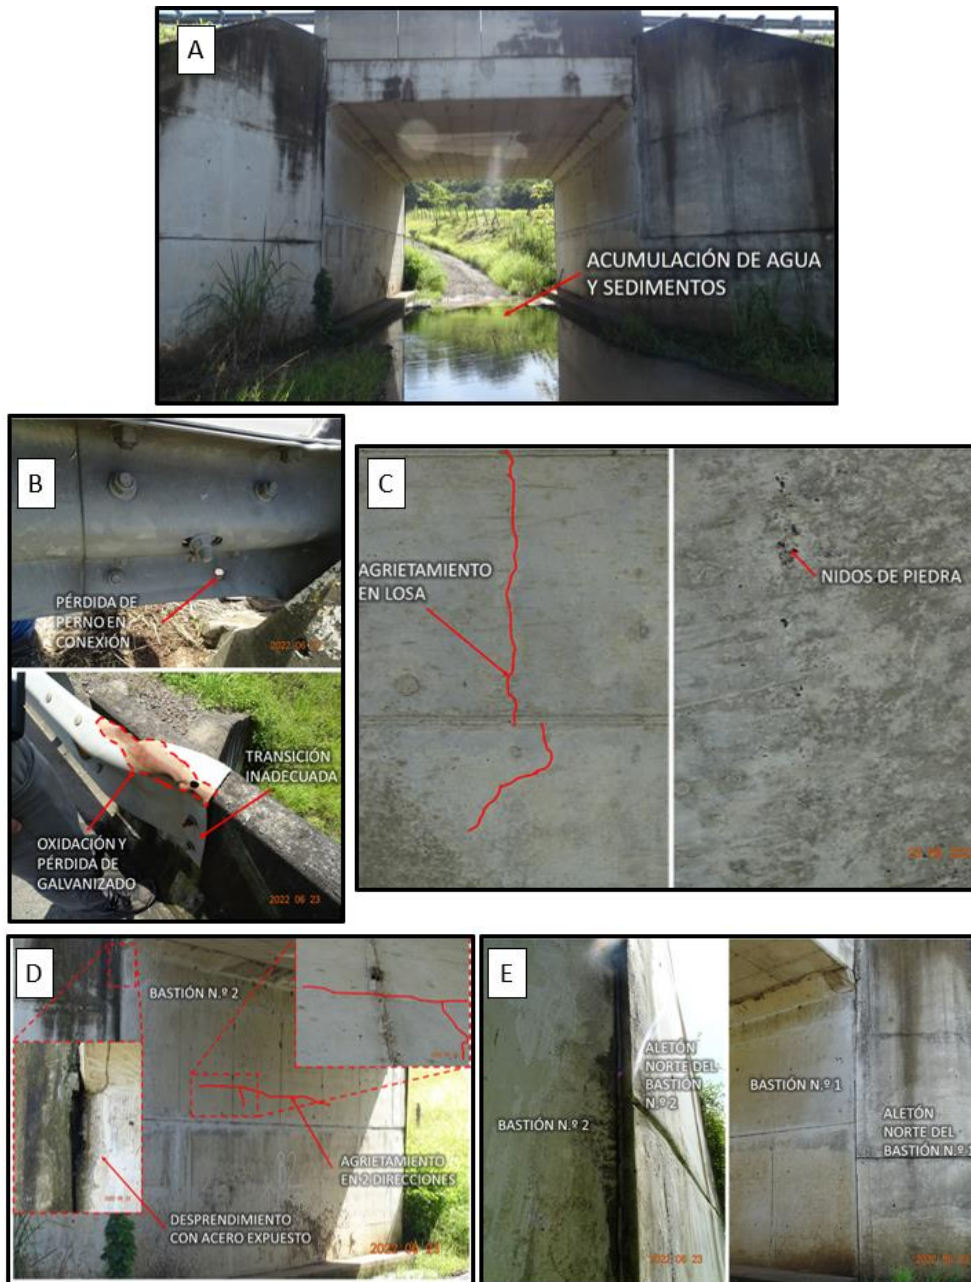 A
ACUMULACIÓN DE AGUA
Y SEDIMENTOS
B
PÉRDIDA DE
PERNO EN
CONEXIÓN
TRANSICIÓN
INADECUADA
OXIDACIÓN Y
PÉRDIDA DE
GALVANIZADO
2022 06 23
C
AGRIETAMIENTO
EN LOSA
NIDOS DE PIEDRA
D
BASTIÓN N.º 2
AGRIETAMIENTO
EN 2 DIRECCIONES
DESPRENDIMIENTO
CON ACERO EXPUESTO
2022 06 23
E
BASTIÓN N.º 2
ALETÓN
NORTE DEL
BASTIÓN
N.º 2
2022 06 23
BASTIÓN N.º 1
ALETÓN
NORTE DEL
BASTIÓN N.º 1